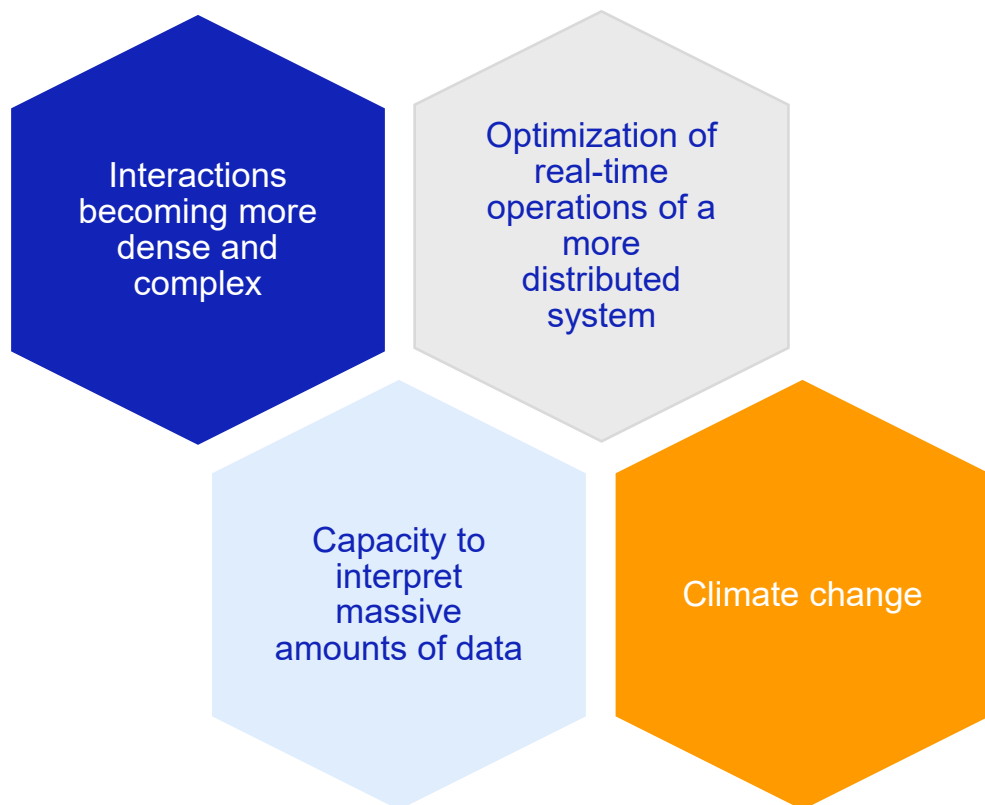 Interactions
becoming more
dense and
complex
Optimization of
real-time
operations of a
more
distributed
system
Capacity to
interpret
massive
amounts of data
Climate change